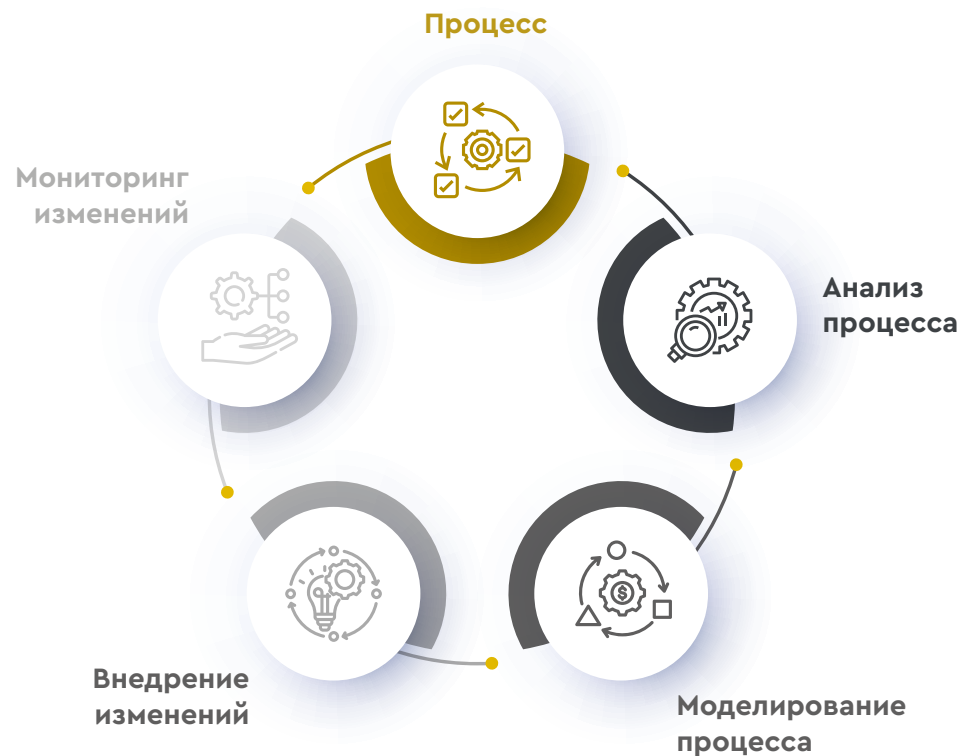 Процесс
Анализ
процесса
Моделирование
процесса
Внедрение
изменений
Мониторинг
изменений
$